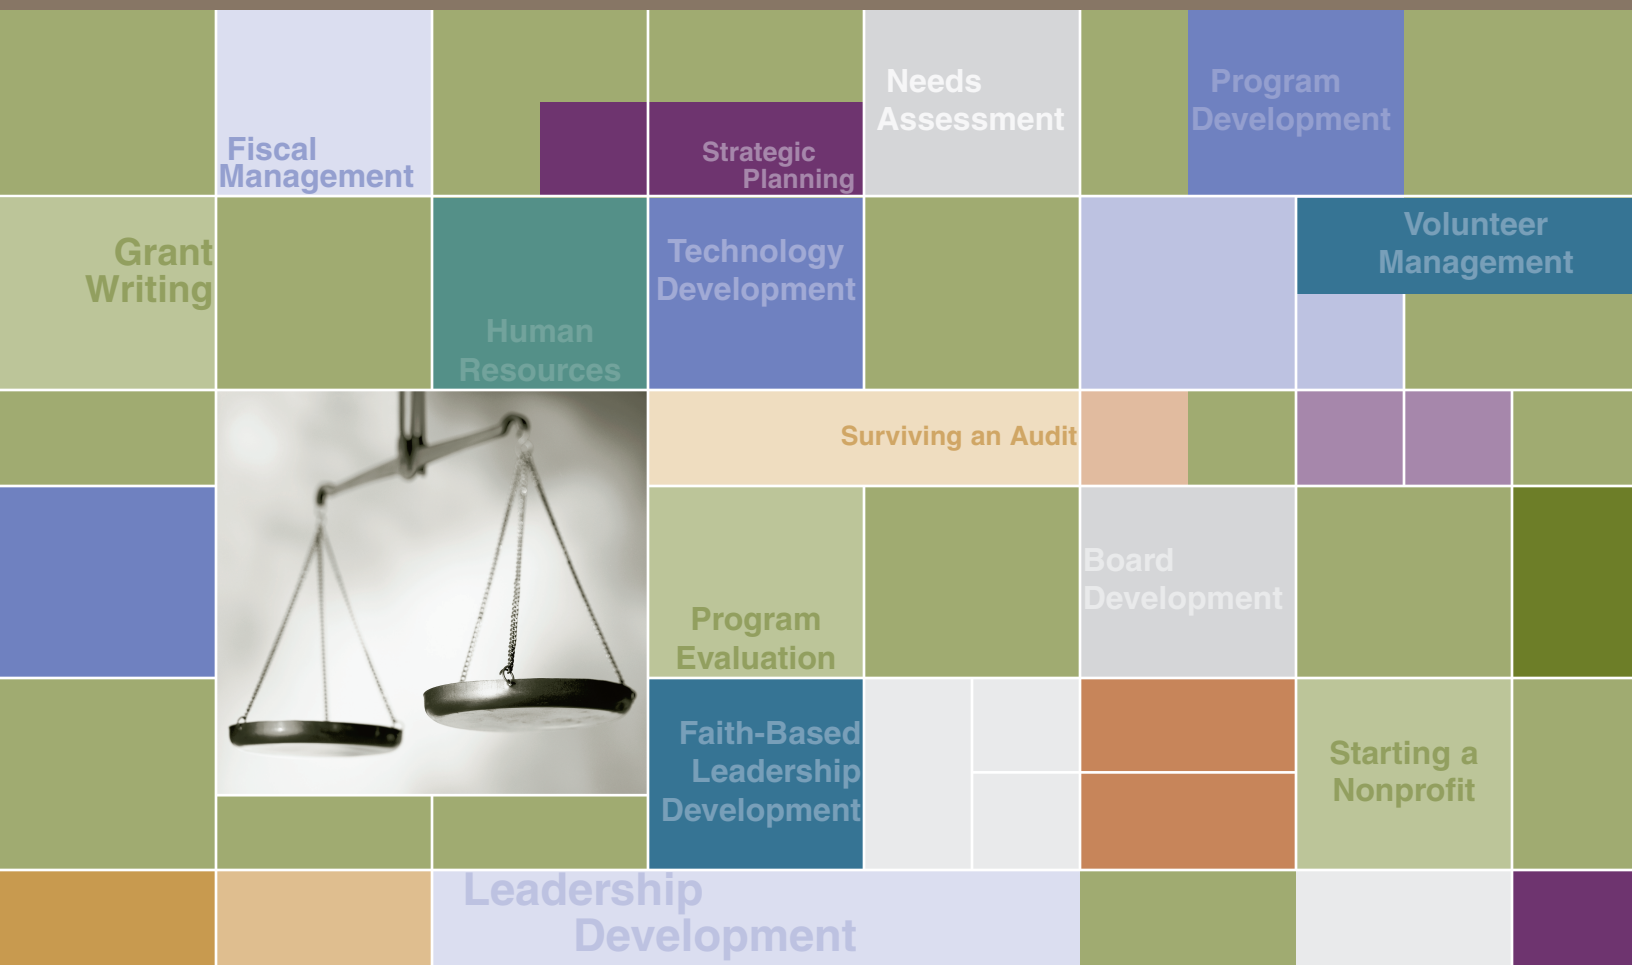 Fiscal
Management
Strategic
Planning
Needs
Assessment
Program
Development
Grant
Writing
Human
Resources
Technology
Development
Volunteer
Management
Surviving an Audit
Program
Evaluation
Board
Development
Faith-Based
Leadership
Development
Starting a
Nonprofit
Leadership
Development